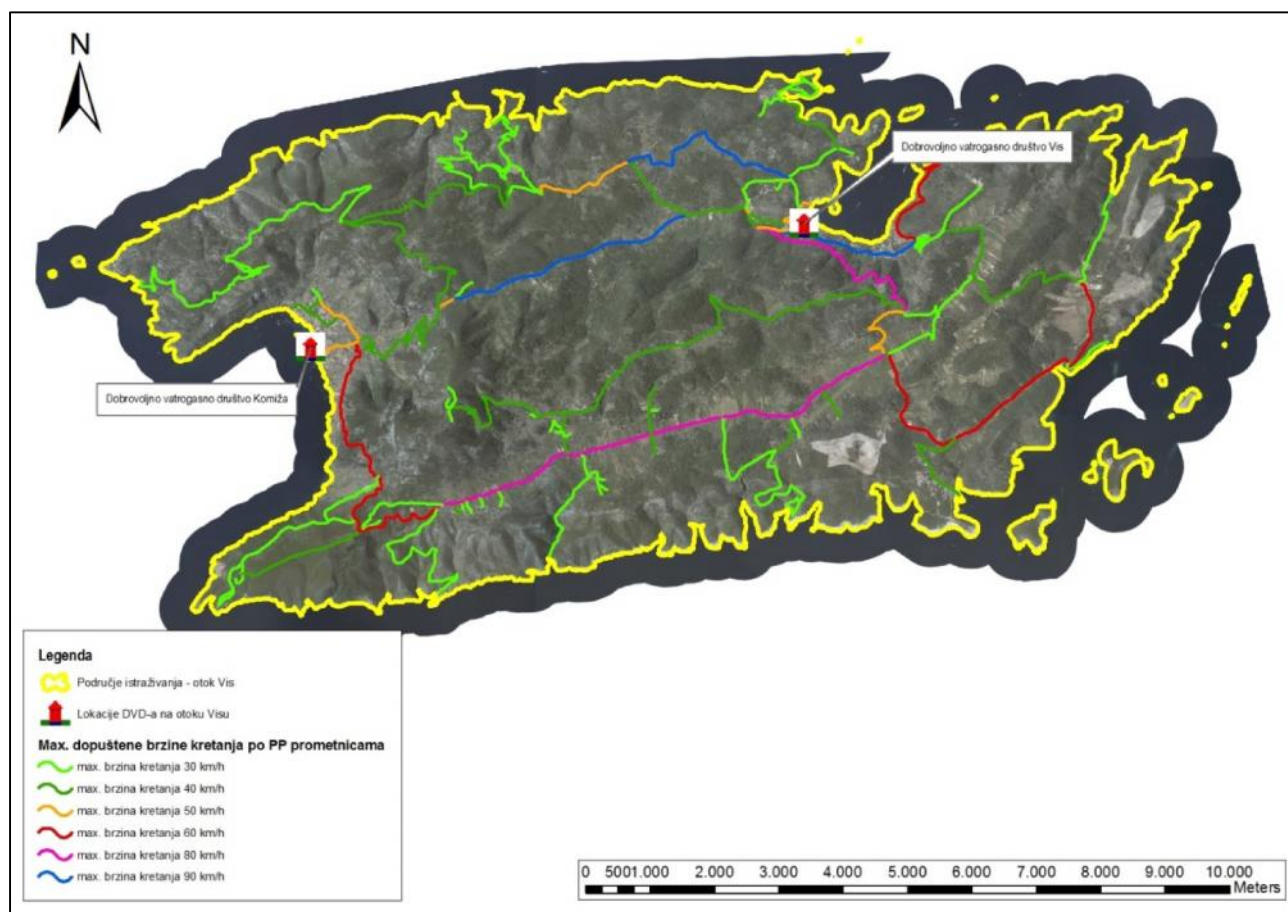 N
Dobrovoljno vatrogasno društvo Vis
Dobrovoljno vatrogasno društvo Komiža
Legenda
Područje istraživanja - otok Vis
Lokacije DVD-a na otoku Visu
Max. dopuštene brzine kretanja po PP prometnicama
max. brzina kretanja 30 km/h
max. brzina kretanja 40 km/h
max. brzina kretanja 50 km/h
max. brzina kretanja 60 km/h
max. brzina kretanja 80 km/h
max. brzina kretanja 90 km/h
0 5001.000 2.000 3.000 4.000 5.000 6.000 7.000 8.000 9.000 10.000
Meters